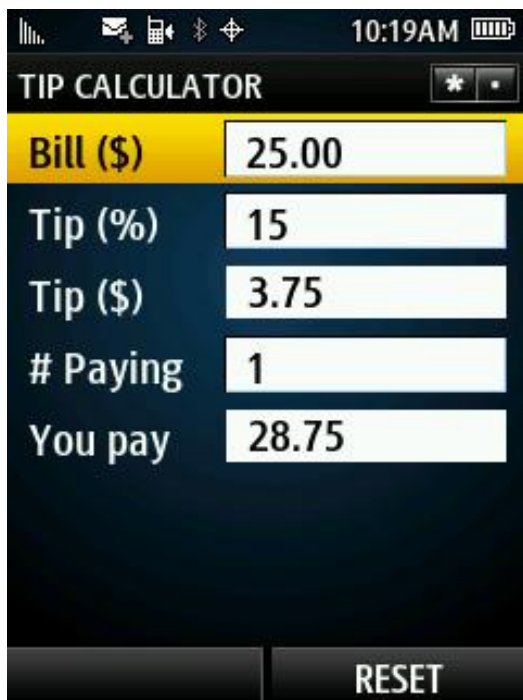 10:19AM
TIP CALCULATOR * .
Bill ($) 25.00
Tip (%) 15
Tip ($) 3.75
# Paying 1
You pay 28.75
RESET